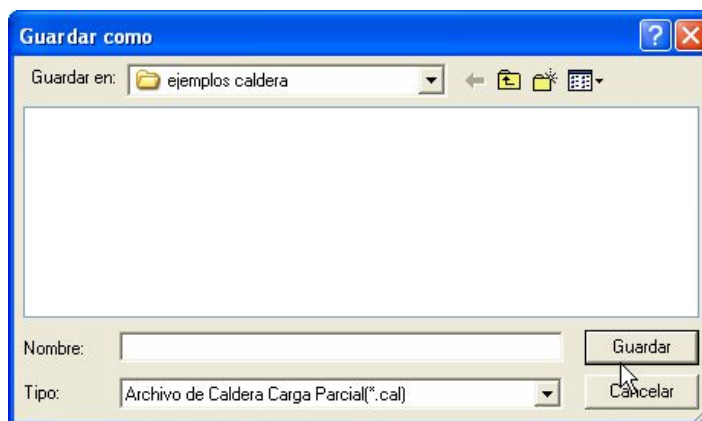 Guardar como
Guardar en: ejemplos caldera
Nombre: Guardar
Tipo: Archivo de Caldera Carga Parcial(*.cal) Cancelar